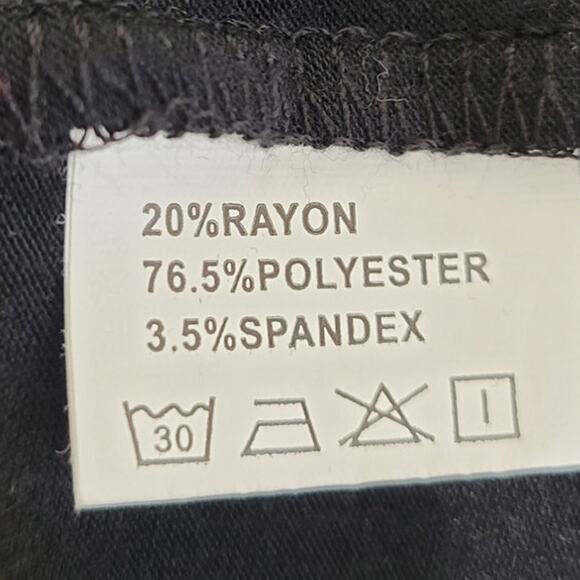 20%RAYON
76.5%POLYESTER
3.5%SPANDEX
30